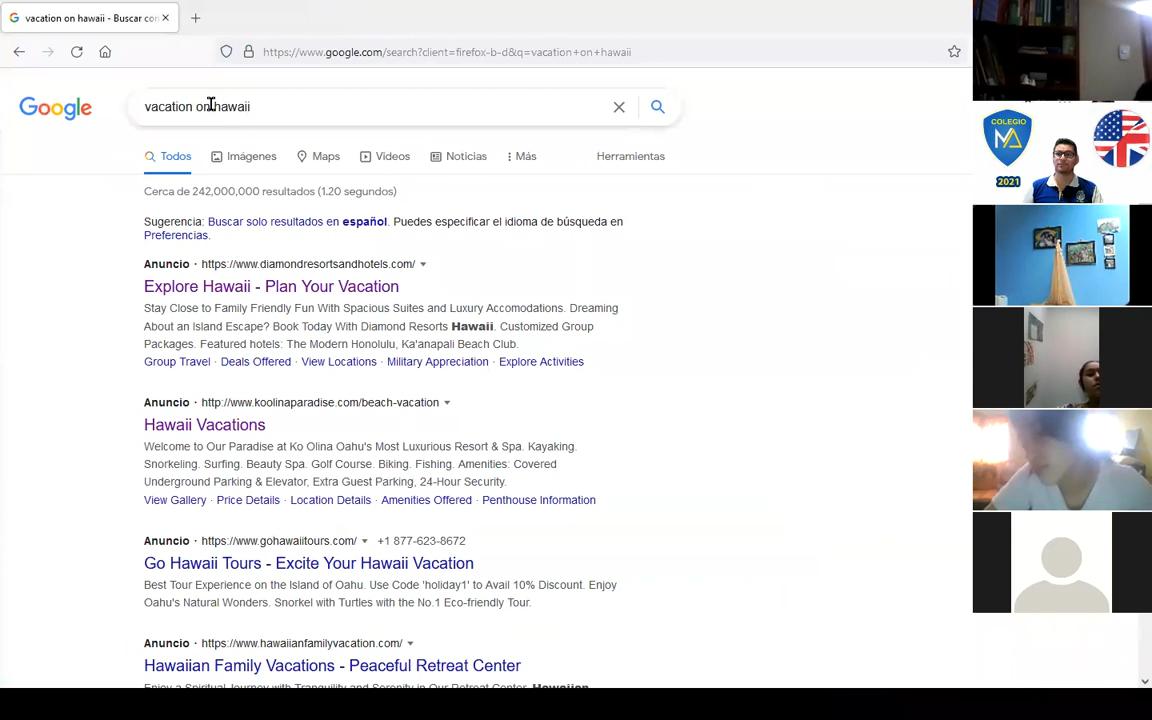 vacation on hawaii - Buscar con
https://www.google.com/search?client=firefox-b-d&q=vacation+on+hawaii
Google
vacation on hawaii
Todos Imágenes Maps Videos Noticias Más Herramientas
Cerca de 242,000,000 resultados (1.20 segundos)
Sugerencia: Buscar solo resultados en español. Puedes especificar el idioma de búsqueda en
Preferencias.
Anuncio · https://www.diamondresortsandhotels.com/
Explore Hawaii - Plan Your Vacation
Stay Close to Family Friendly Fun With Spacious Suites and Luxury Accomodations. Dreaming
About an Island Escape? Book Today With Diamond Resorts Hawaii. Customized Group
Packages. Featured hotels: The Modern Honolulu, Ka'anapali Beach Club.
Group Travel · Deals Offered · View Locations · Military Appreciation · Explore Activities
Anuncio · http://www.koolinaparadise.com/beach-vacation
Hawaii Vacations
Welcome to Our Paradise at Ko Olina Oahu's Most Luxurious Resort & Spa. Kayaking.
Snorkeling. Surfing. Beauty Spa. Golf Course. Biking. Fishing. Amenities: Covered
Underground Parking & Elevator, Extra Guest Parking, 24-Hour Security.
View Gallery · Price Details · Location Details · Amenities Offered · Penthouse Information
Anuncio · https://www.gohawaiitours.com/ +1 877-623-8672
Go Hawaii Tours - Excite Your Hawaii Vacation
Best Tour Experience on the Island of Oahu. Use Code 'holiday1' to Avail 10% Discount. Enjoy
Oahu's Natural Wonders. Snorkel with Turtles with the No.1 Eco-friendly Tour.
Anuncio · https://www.hawaiianfamilyvacation.com/
Hawaiian Family Vacations - Peaceful Retreat Center
Enjoy a Spiritual Journey with Tranquility and Serenity in Our Retreat Center. Hawaiian
COLEGIO
MA
2021